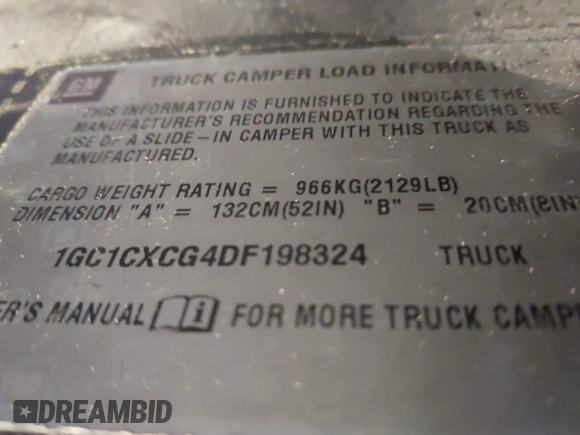 GM TRUCK CAMPER LOAD INFORMAT
THIS INFORMATION IS FURNISHED TO INDICATE THE
MANUFACTURER'S RECOMMENDATION REGARDING THE
USE OF A SLIDE-IN CAMPER WITH THIS TRUCK AS
MANUFACTURED.
CARGO WEIGHT RATING = 966KG(2129LB)
DIMENSION "A" = 132CM(52IN) "B" = 20CM(8IN
1GC1CXCG4DF198324 TRUCK
ER'S MANUAL i FOR MORE TRUCK CAMP
DREAMBID